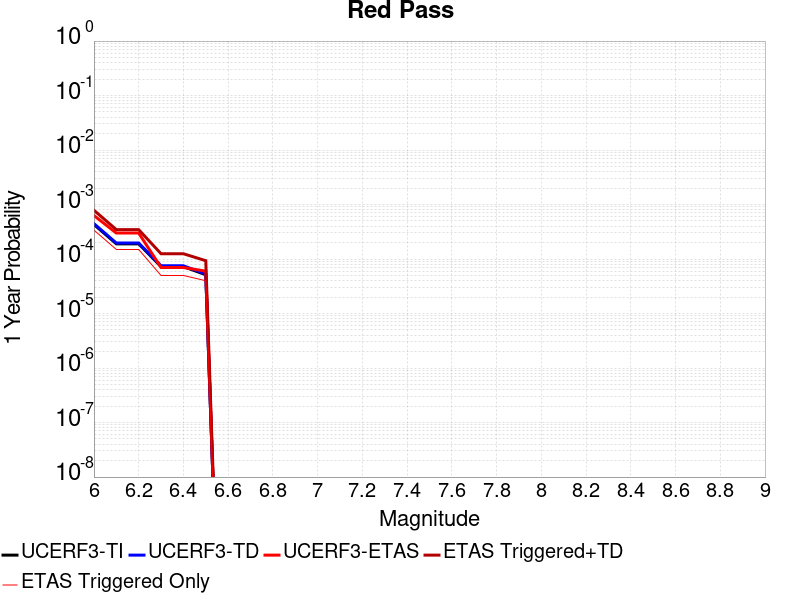 Red Pass
1 Year Probability
10^0
10^-1
10^-2
10^-3
10^-4
10^-5
10^-6
10^-7
10^-8
6 6.2 6.4 6.6 6.8 7 7.2 7.4 7.6 7.8 8 8.2 8.4 8.6 8.8 9
Magnitude
UCERF3-TI UCERF3-TD UCERF3-ETAS ETAS Triggered+TD
ETAS Triggered Only